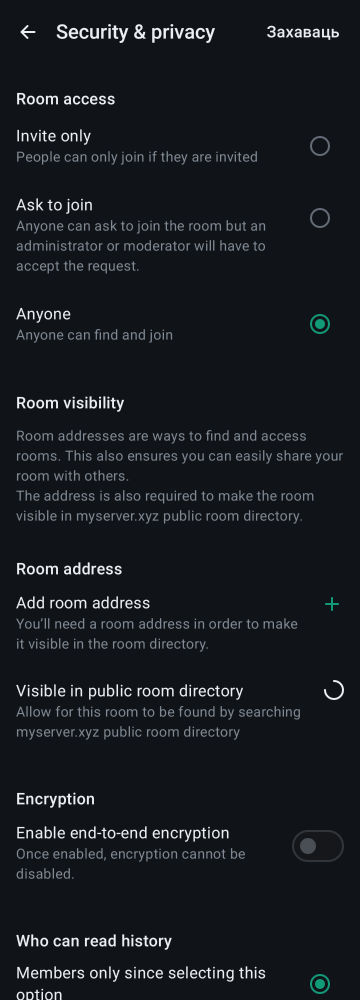 Security & privacy
Захаваць
Room access
Invite only
People can only join if they are invited
Ask to join
Anyone can ask to join the room but an
administrator or moderator will have to
accept the request.
Anyone
Anyone can find and join
Room visibility
Room addresses are ways to find and access
rooms. This also ensures you can easily share your
room with others.
The address is also required to make the room
visible in myserver.xyz public room directory.
Room address
Add room address
You’ll need a room address in order to make
it visible in the room directory.
Visible in public room directory
Allow for this room to be found by searching
myserver.xyz public room directory
Encryption
Enable end-to-end encryption
Once enabled, encryption cannot be
disabled.
Who can read history
Members only since selecting this
option